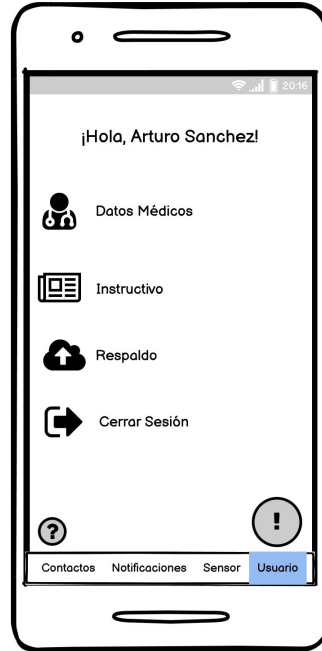 20:16
¡Hola, Arturo Sanchez!
Datos Médicos
Instructivo
Respaldo
Cerrar Sesión
?
!
Contactos Notificaciones Sensor Usuario